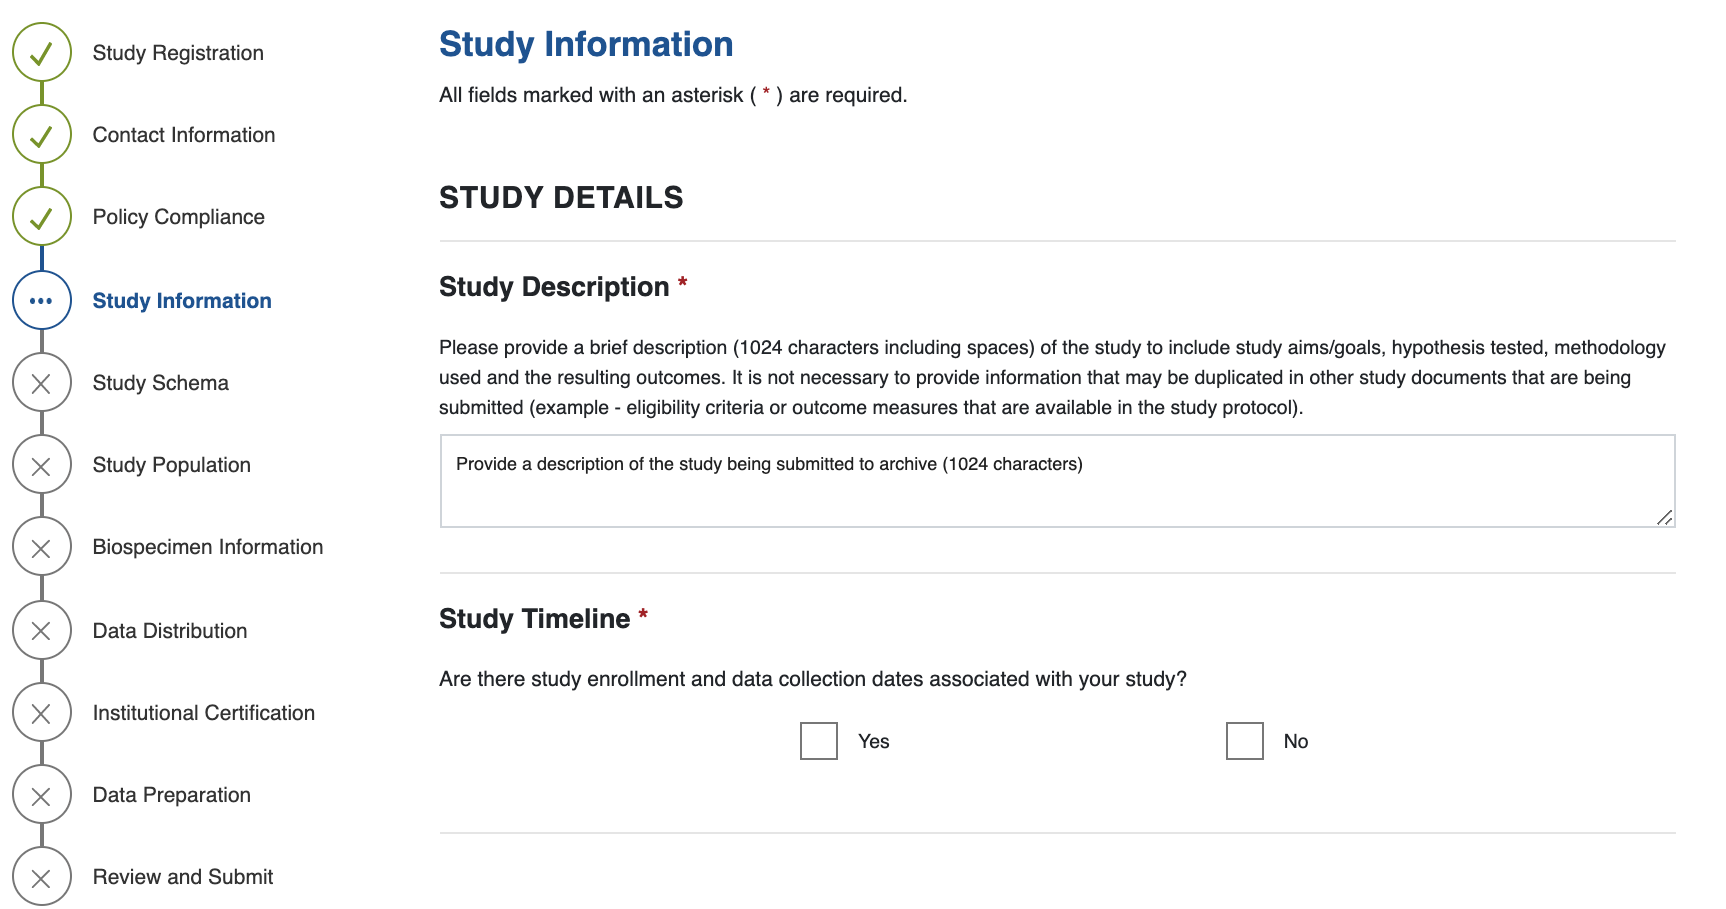 Study Registration
Contact Information
Policy Compliance
Study Information
Study Schema
Study Population
Biospecimen Information
Data Distribution
Institutional Certification
Data Preparation
Review and Submit
Study Information
All fields marked with an asterisk ( * ) are required.
STUDY DETAILS
Study Description *
Please provide a brief description (1024 characters including spaces) of the study to include study aims/goals, hypothesis tested, methodology
used and the resulting outcomes. It is not necessary to provide information that may be duplicated in other study documents that are being
submitted (example - eligibility criteria or outcome measures that are available in the study protocol).
Provide a description of the study being submitted to archive (1024 characters)
Study Timeline *
Are there study enrollment and data collection dates associated with your study?
Yes
No